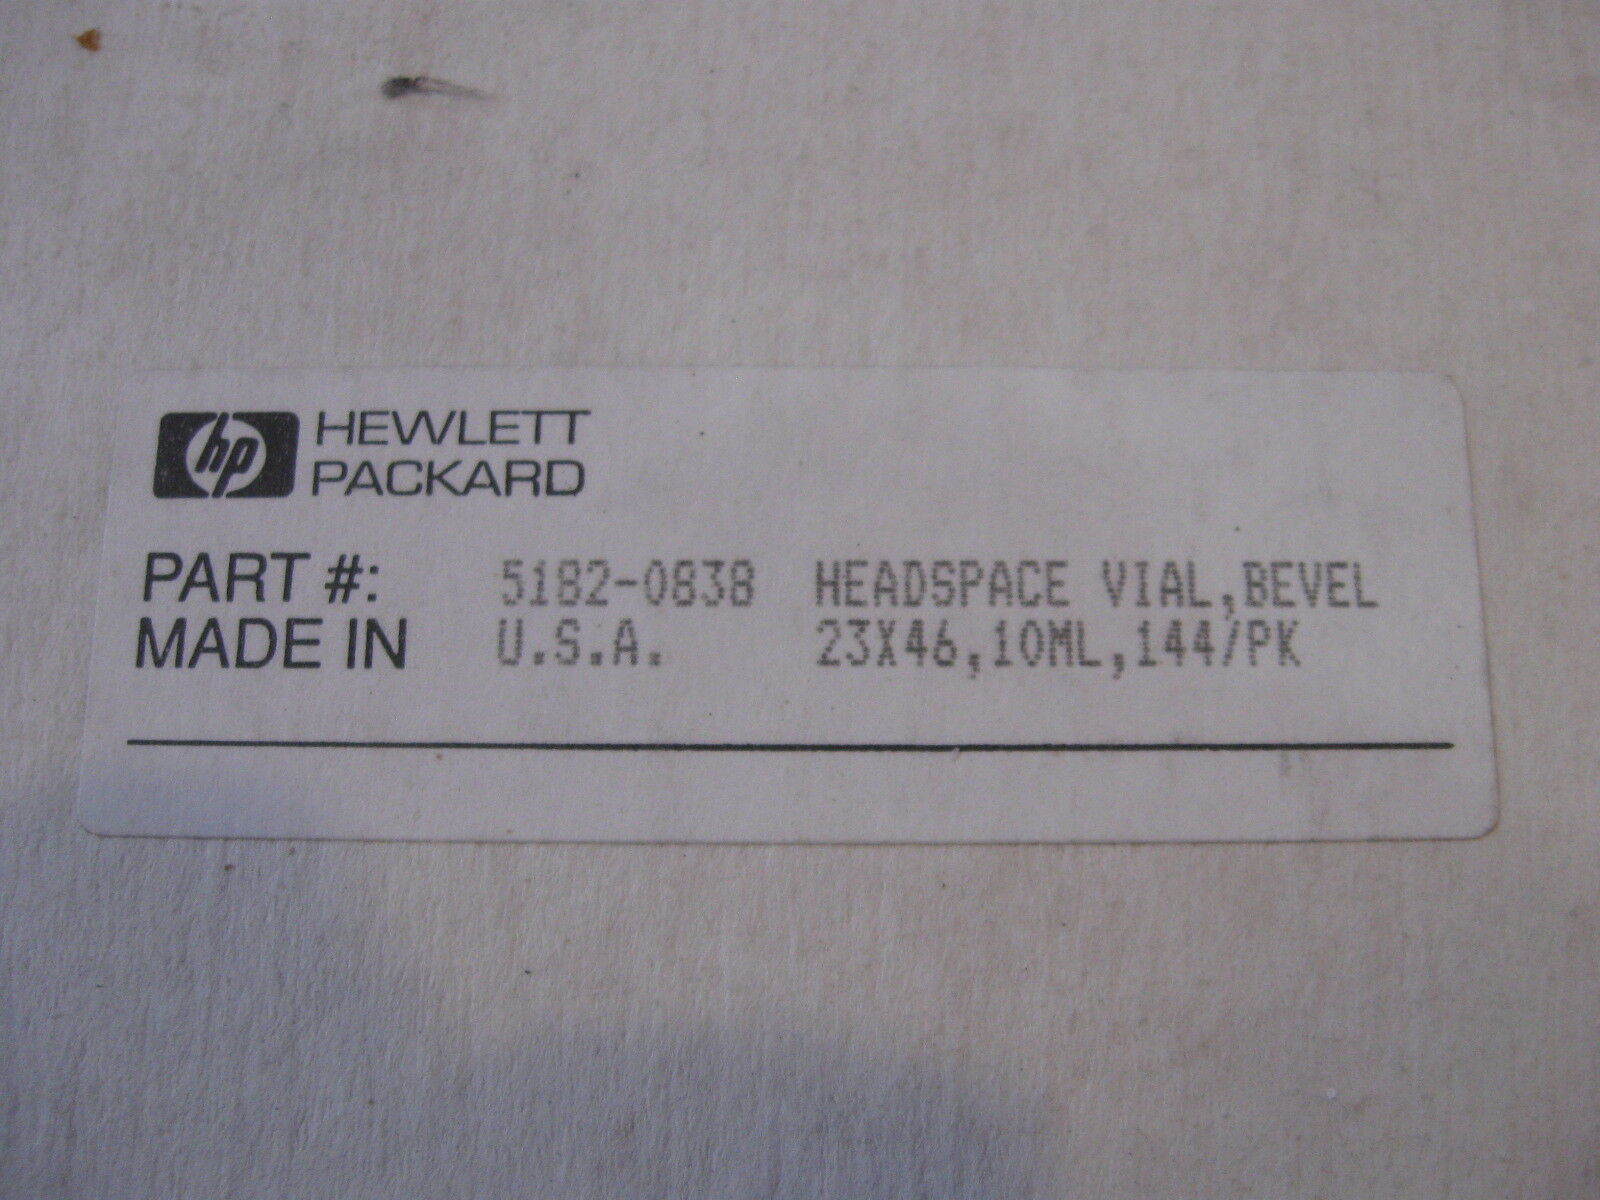 hp HEWLETT
PACKARD
PART #: 5182-0838 HEADSPACE VIAL,BEVEL
MADE IN U.S.A. 23X46,10ML,144/PK